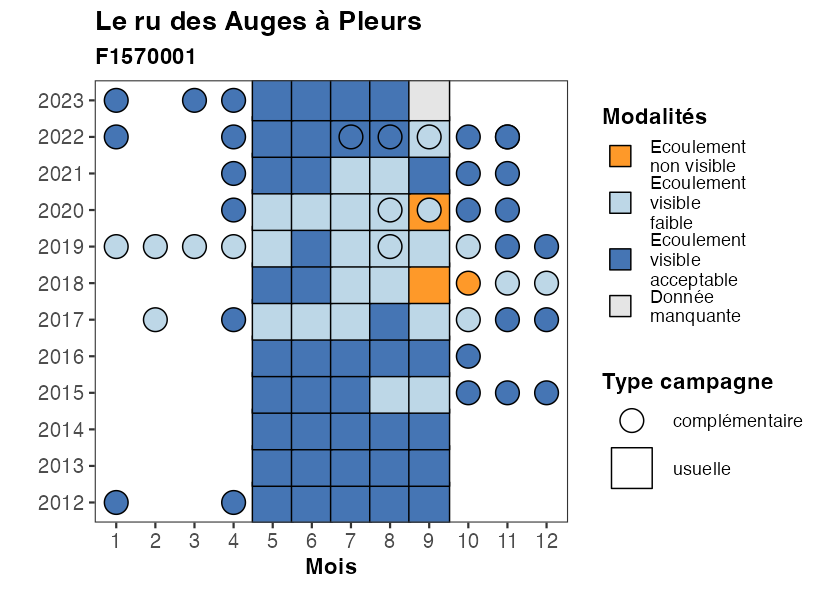 Le ru des Auges à Pleurs
F1570001
2023
2022
2021
2020
2019
2018
2017
2016
2015
2014
2013
2012
1 2 3 4 5 6 7 8 9 10 11 12
Mois
Modalités
Ecoulement
non visible
Ecoulement
visible
faible
Ecoulement
visible
acceptable
Donnée
manquante
Type campagne
complémentaire
usuelle